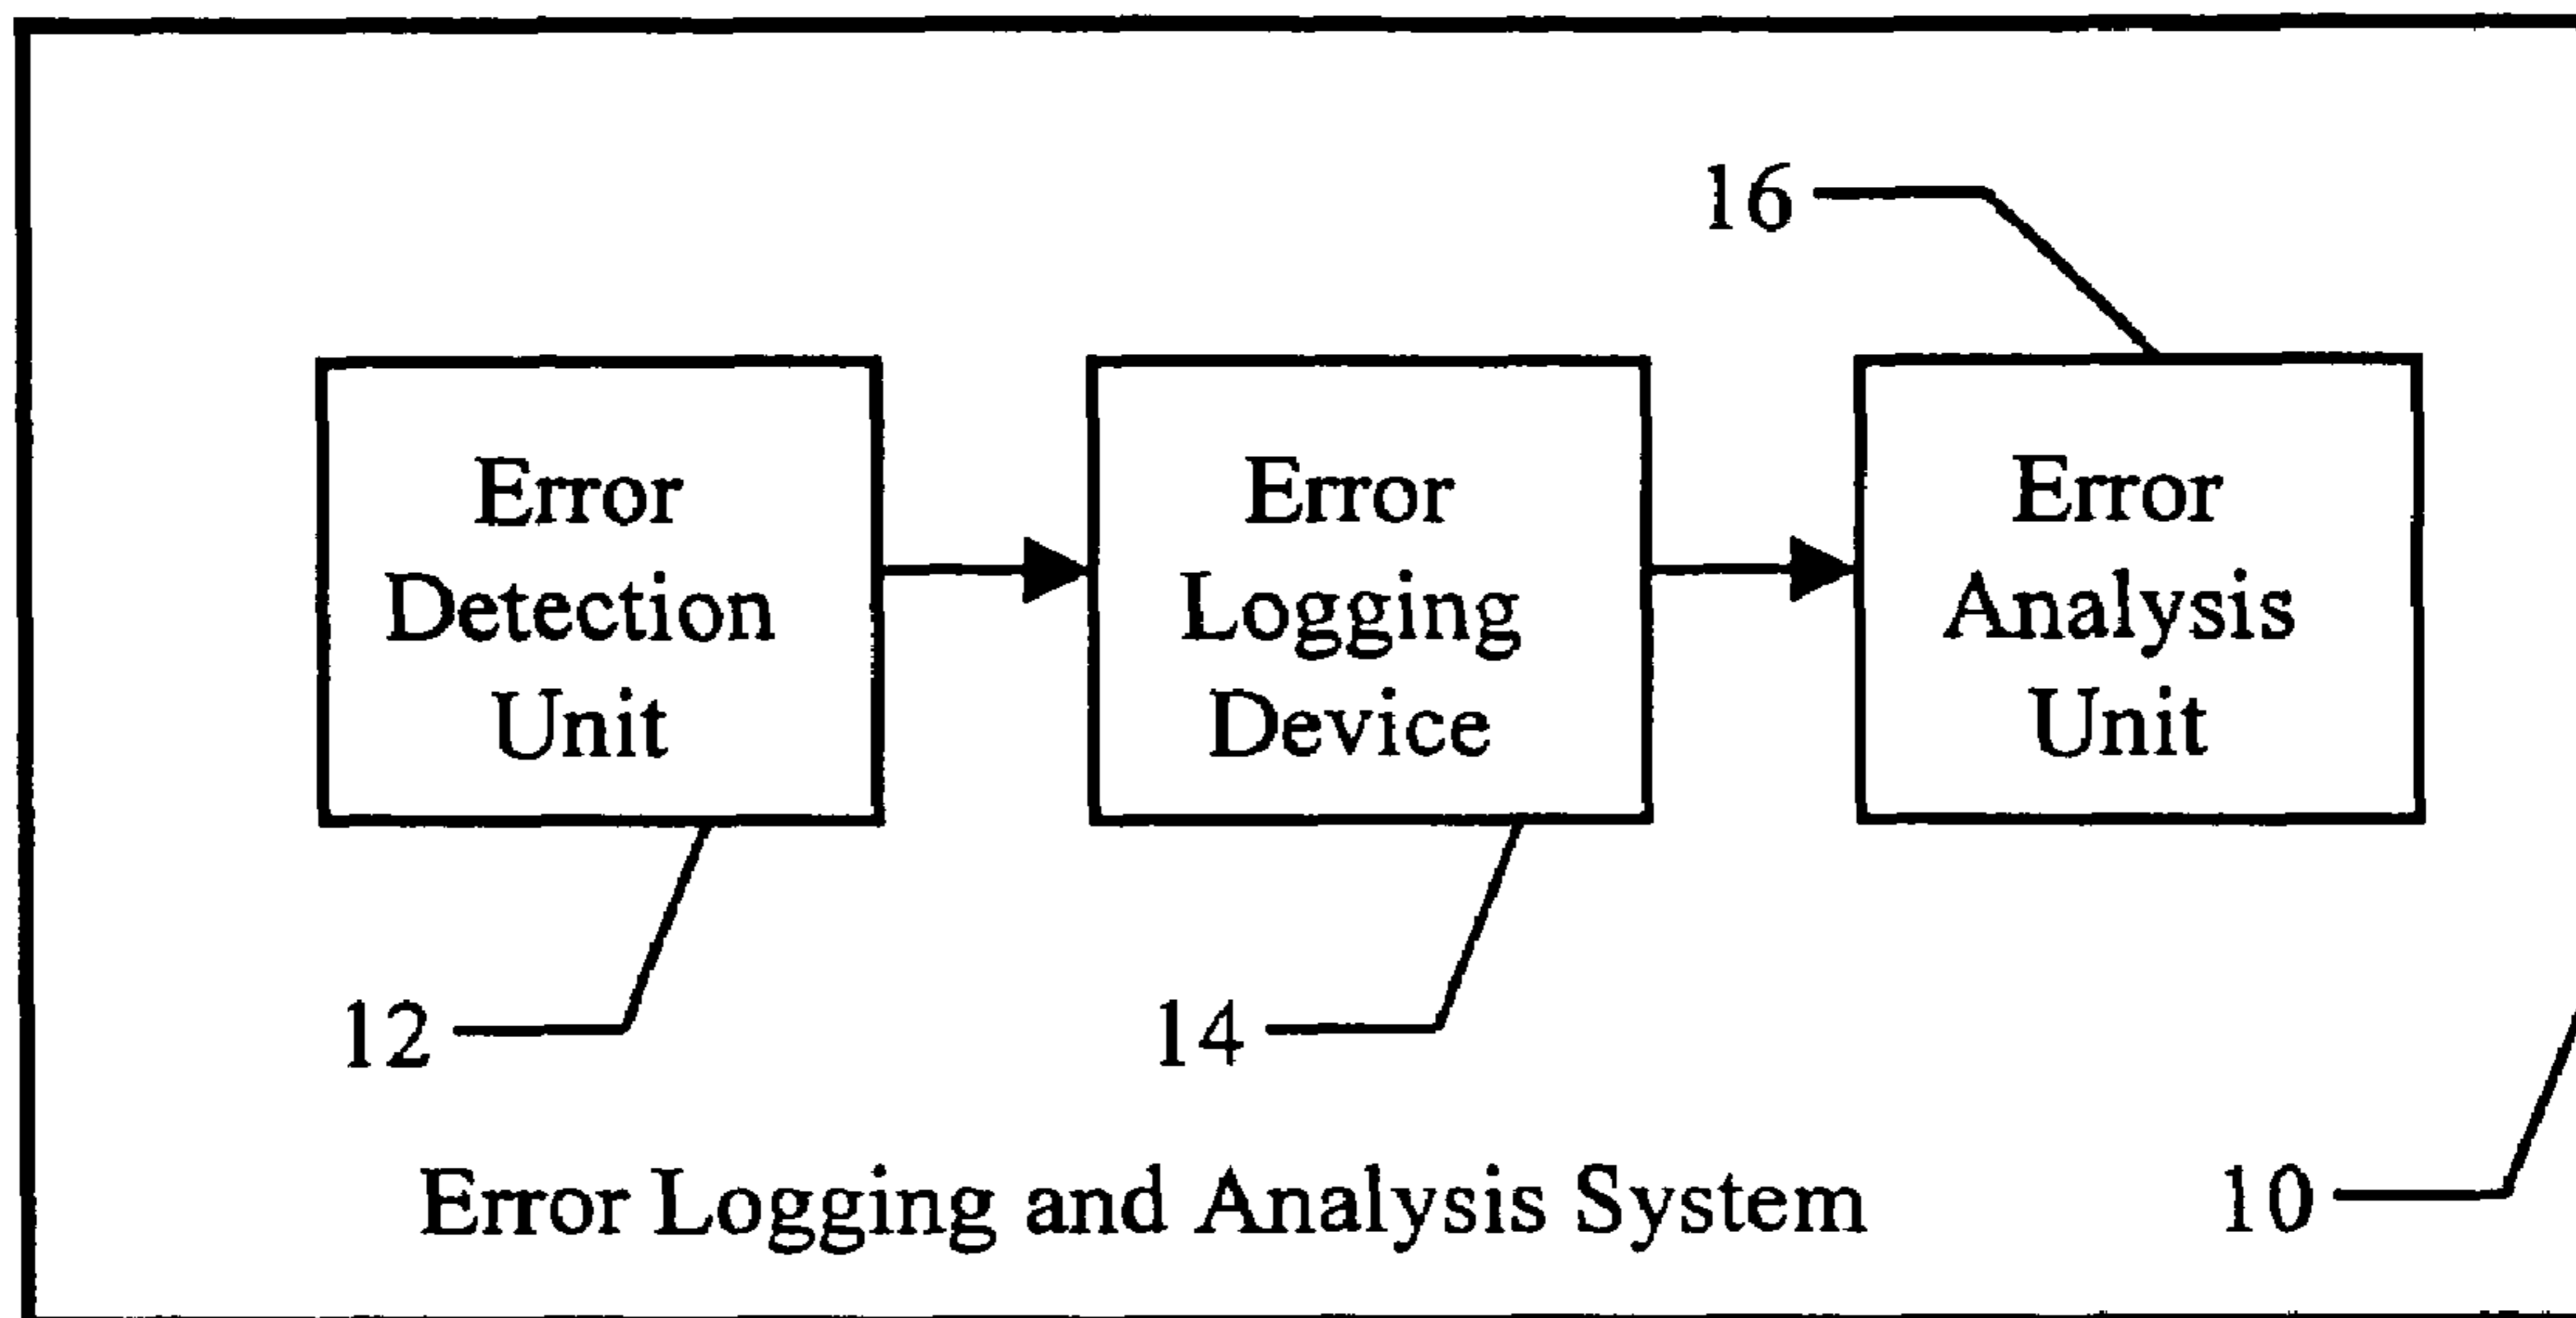 16
Error
Detection
Unit
Error
Logging
Device
Error
Analysis
Unit
12
14
Error Logging and Analysis System
10